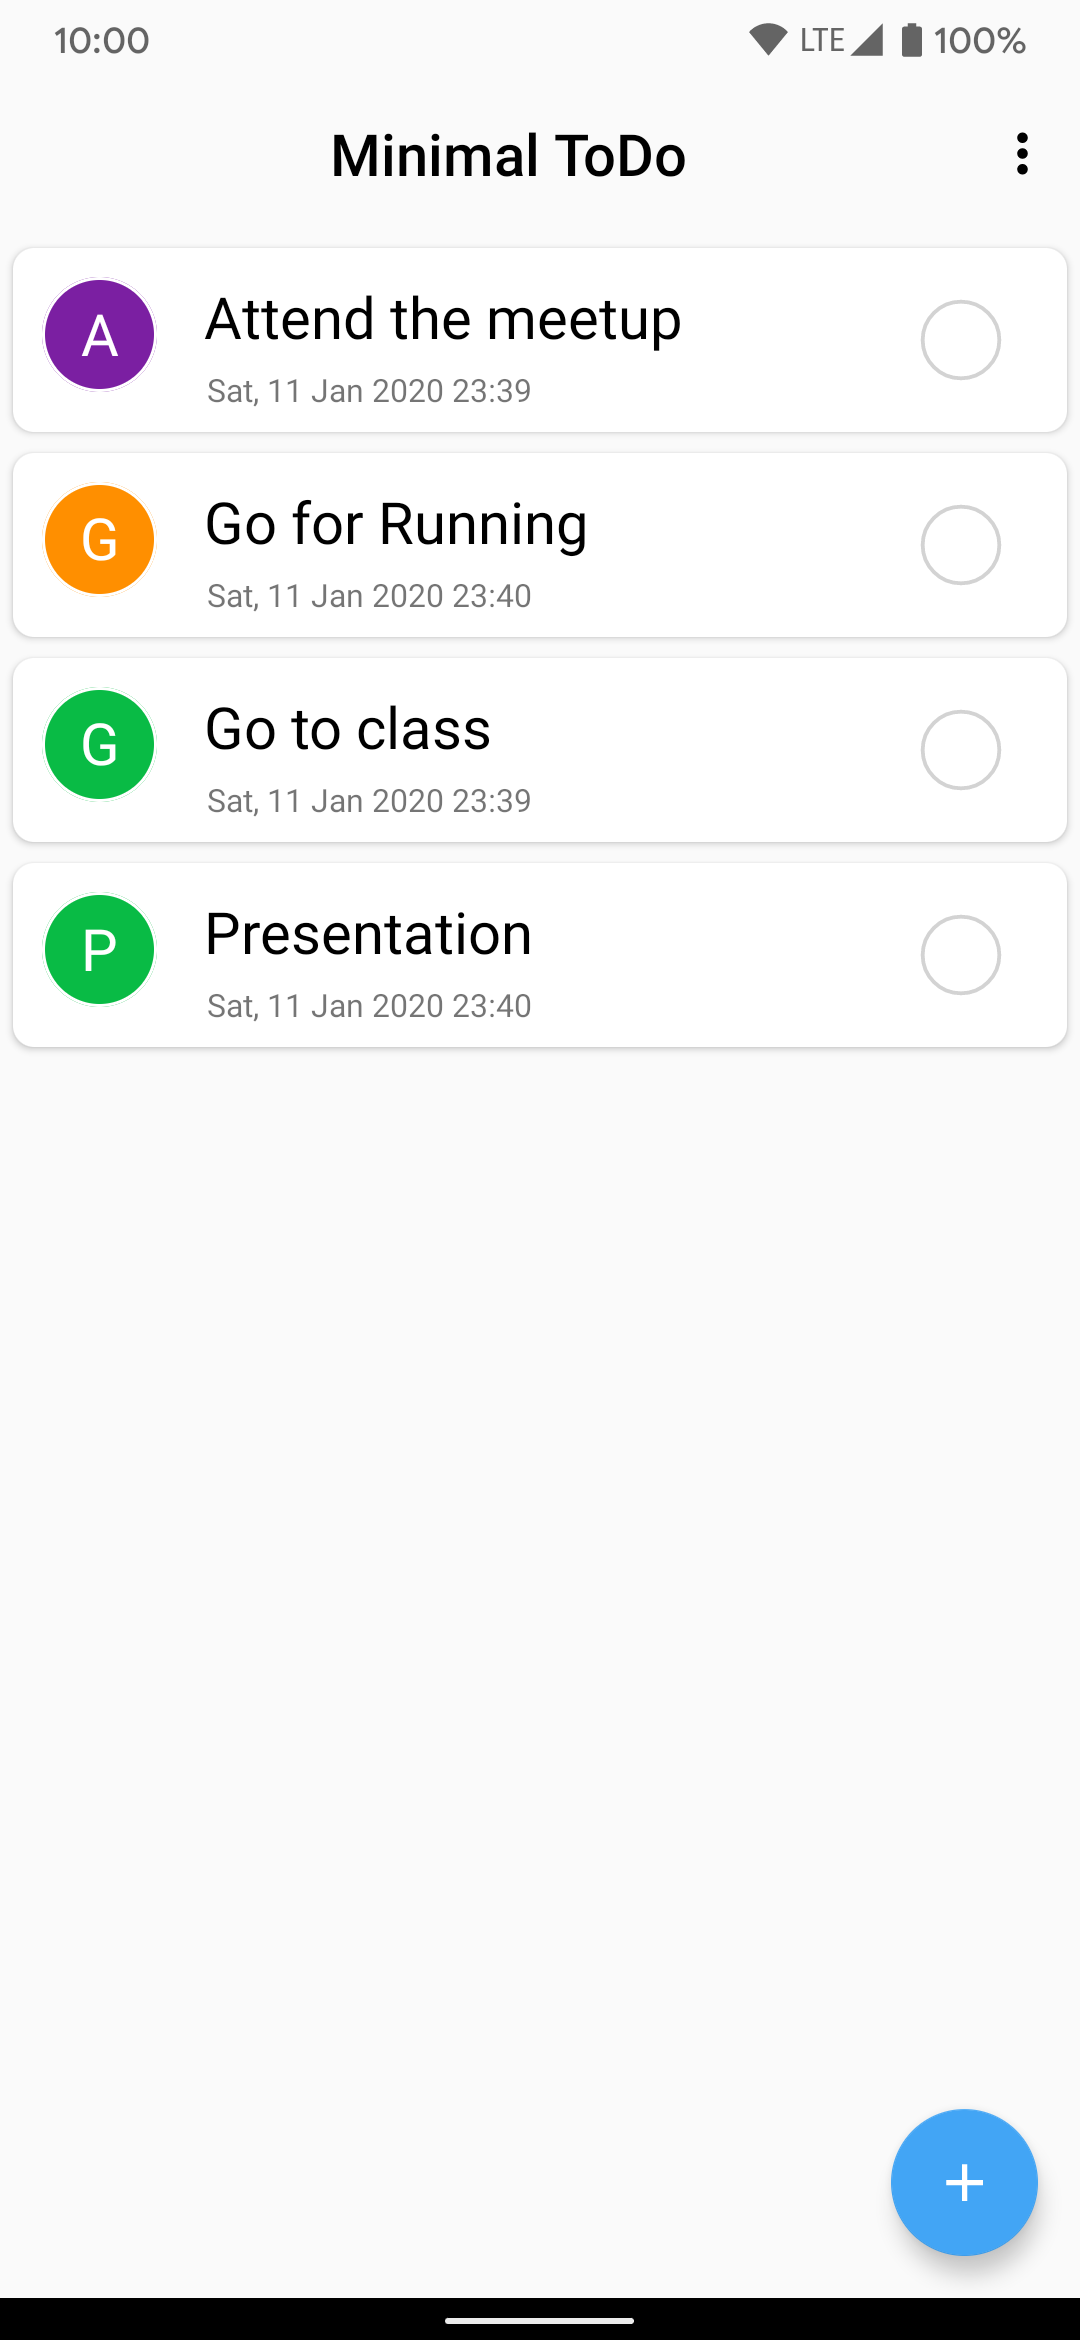 10:00 LTE 100%
Minimal ToDo
A Attend the meetup
Sat, 11 Jan 2020 23:39
G Go for Running
Sat, 11 Jan 2020 23:40
G Go to class
Sat, 11 Jan 2020 23:39
P Presentation
Sat, 11 Jan 2020 23:40
+